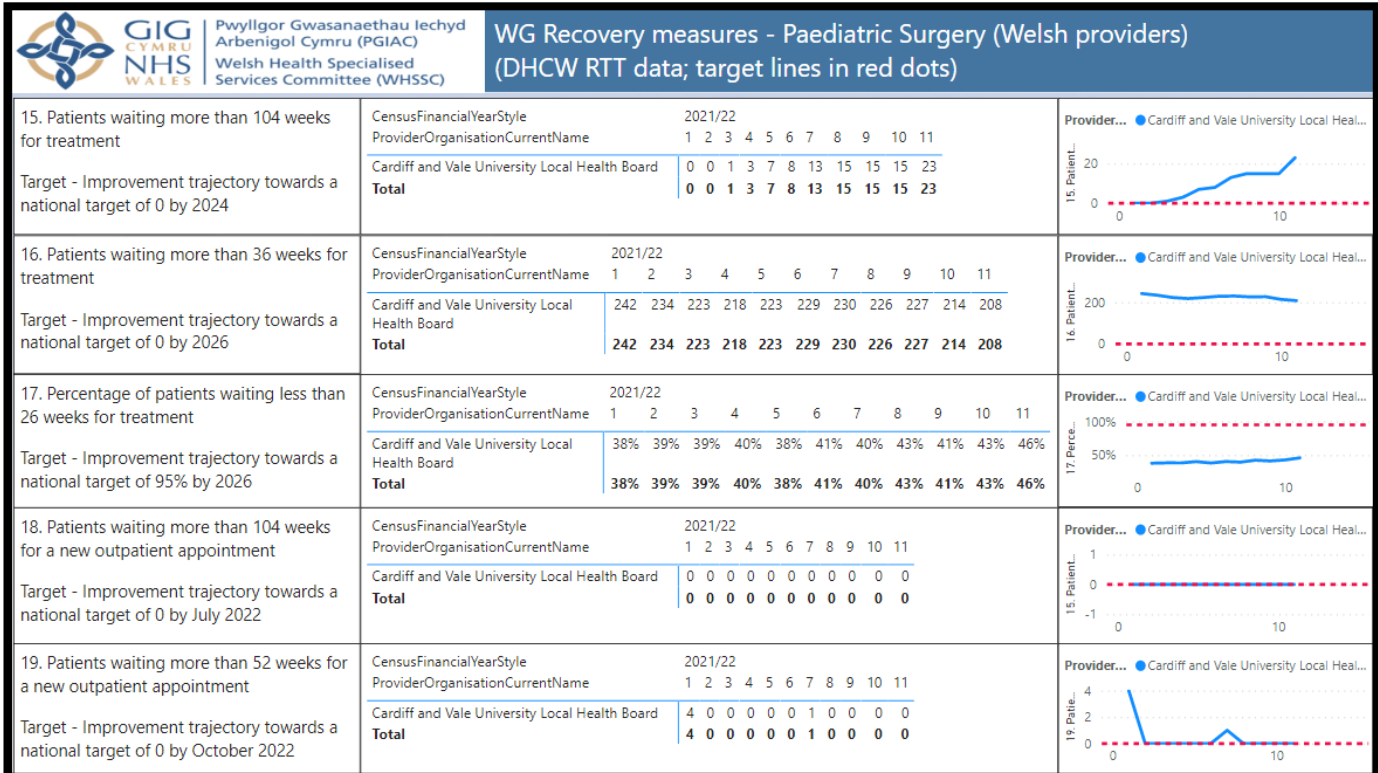 GIG
CYMRU
NHS
WALES
Pwyllgor Gwasanaethau Iechyd
Arbenigol Cymru (PGIAC)
Welsh Health Specialised
Services Committee (WHSSC)
WG Recovery measures - Paediatric Surgery (Welsh providers)
(DHCW RTT data; target lines in red dots)
15. Patients waiting more than 104 weeks
for treatment
Target - Improvement trajectory towards a
national target of 0 by 2024
CensusFinancialYearStyle 2021/22
ProviderOrganisationCurrentName 1 2 3 4 5 6 7 8 9 10 11
Cardiff and Vale University Local Health Board 0 0 1 3 7 8 13 15 15 15 23
Total 0 0 1 3 7 8 13 15 15 15 23
Provider... Cardiff and Vale University Local Heal...
15. Patient...
20
0
0 10
16. Patients waiting more than 36 weeks for
treatment
Target - Improvement trajectory towards a
national target of 0 by 2026
CensusFinancialYearStyle 2021/22
ProviderOrganisationCurrentName 1 2 3 4 5 6 7 8 9 10 11
Cardiff and Vale University Local 242 234 223 218 223 229 230 226 227 214 208
Health Board
Total 242 234 223 218 223 229 230 226 227 214 208
Provider... Cardiff and Vale University Local Heal...
16. Patient...
200
0
0 10
17. Percentage of patients waiting less than
26 weeks for treatment
Target - Improvement trajectory towards a
national target of 95% by 2026
CensusFinancialYearStyle 2021/22
ProviderOrganisationCurrentName 1 2 3 4 5 6 7 8 9 10 11
Cardiff and Vale University Local 38% 39% 39% 40% 38% 41% 40% 43% 41% 43% 46%
Health Board
Total 38% 39% 39% 40% 38% 41% 40% 43% 41% 43% 46%
Provider... Cardiff and Vale University Local Heal...
17. Perce...
100%
50%
0 10
18. Patients waiting more than 104 weeks
for a new outpatient appointment
Target - Improvement trajectory towards a
national target of 0 by July 2022
CensusFinancialYearStyle 2021/22
ProviderOrganisationCurrentName 1 2 3 4 5 6 7 8 9 10 11
Cardiff and Vale University Local Health Board 0 0 0 0 0 0 0 0 0 0 0
Total 0 0 0 0 0 0 0 0 0 0 0
Provider... Cardiff and Vale University Local Heal...
15. Patient...
1
0
-1
0 10
19. Patients waiting more than 52 weeks for
a new outpatient appointment
Target - Improvement trajectory towards a
national target of 0 by October 2022
CensusFinancialYearStyle 2021/22
ProviderOrganisationCurrentName 1 2 3 4 5 6 7 8 9 10 11
Cardiff and Vale University Local Health Board 4 0 0 0 0 0 1 0 0 0 0
Total 4 0 0 0 0 0 1 0 0 0 0
Provider... Cardiff and Vale University Local Heal...
19. Patie...
4
2
0
0 10